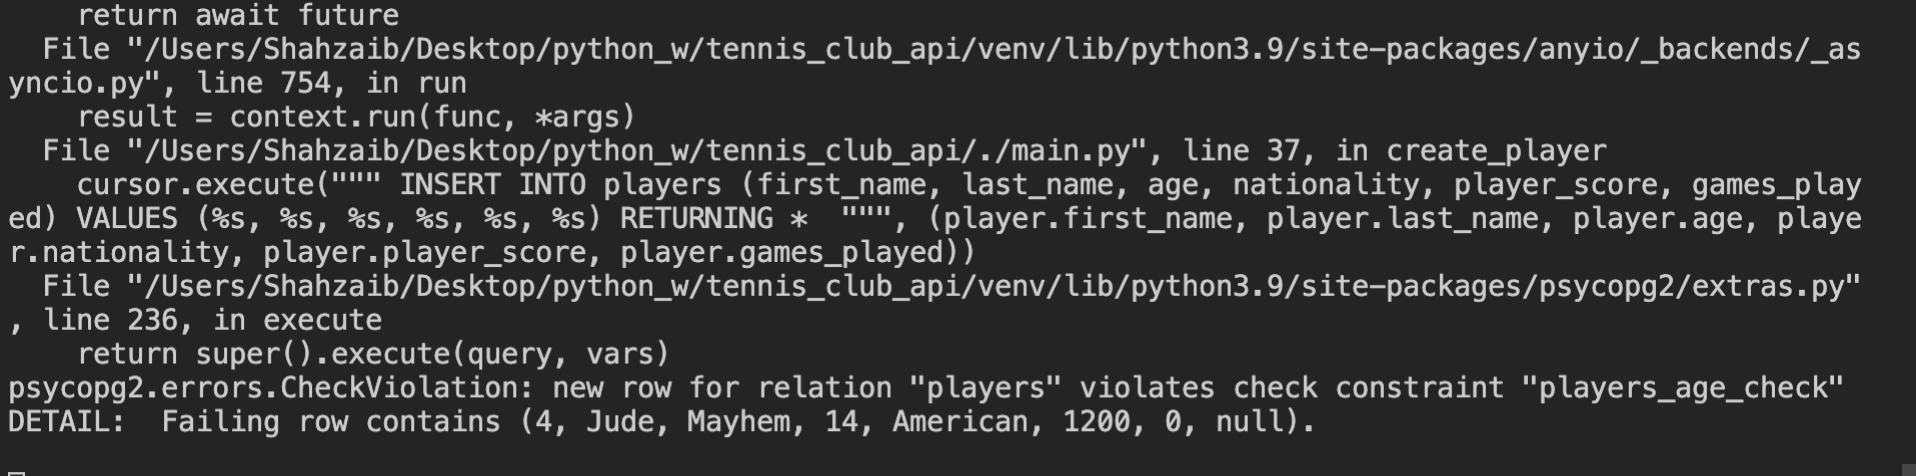 return await future
  File "/Users/Shahzaib/Desktop/python_w/tennis_club_api/venv/lib/python3.9/site-packages/anyio/_backends/_as
yncio.py", line 754, in run
    result = context.run(func, *args)
  File "/Users/Shahzaib/Desktop/python_w/tennis_club_api/./main.py", line 37, in create_player
    cursor.execute(""" INSERT INTO players (first_name, last_name, age, nationality, player_score, games_play
ed) VALUES (%s, %s, %s, %s, %s, %s) RETURNING *  """, (player.first_name, player.last_name, player.age, playe
r.nationality, player.player_score, player.games_played))
  File "/Users/Shahzaib/Desktop/python_w/tennis_club_api/venv/lib/python3.9/site-packages/psycopg2/extras.py"
, line 236, in execute
    return super().execute(query, vars)
psycopg2.errors.CheckViolation: new row for relation "players" violates check constraint "players_age_check"
DETAIL:  Failing row contains (4, Jude, Mayhem, 14, American, 1200, 0, null).